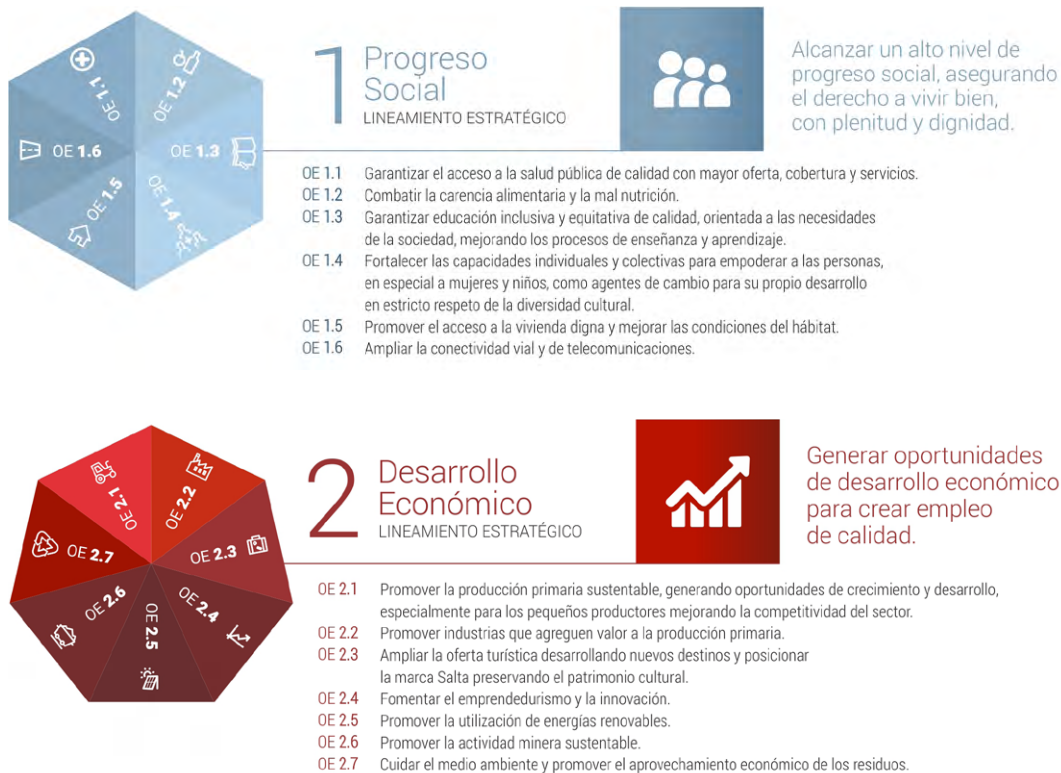 OE 1.1
OE 1.2
OE 1.3
OE 1.4
OE 1.5
OE 1.6
1
Progreso
Social
LINEAMIENTO ESTRATÉGICO
Alcanzar un alto nivel de
progreso social, asegurando
el derecho a vivir bien,
con plenitud y dignidad.
OE 1.1 Garantizar el acceso a la salud pública de calidad con mayor oferta, cobertura y servicios.
OE 1.2 Combatir la carencia alimentaria y la mal nutrición.
OE 1.3 Garantizar educación inclusiva y equitativa de calidad, orientada a las necesidades
de la sociedad, mejorando los procesos de enseñanza y aprendizaje.
OE 1.4 Fortalecer las capacidades individuales y colectivas para empoderar a las personas,
en especial a mujeres y niños, como agentes de cambio para su propio desarrollo
en estricto respeto de la diversidad cultural.
OE 1.5 Promover el acceso a la vivienda digna y mejorar las condiciones del hábitat.
OE 1.6 Ampliar la conectividad vial y de telecomunicaciones.
OE 2.1
OE 2.2
OE 2.3
OE 2.4
OE 2.5
OE 2.6
OE 2.7
2
Desarrollo
Económico
LINEAMIENTO ESTRATÉGICO
Generar oportunidades
de desarrollo económico
para crear empleo
de calidad.
OE 2.1 Promover la producción primaria sustentable, generando oportunidades de crecimiento y desarrollo,
especialmente para los pequeños productores mejorando la competitividad del sector.
OE 2.2 Promover industrias que agreguen valor a la producción primaria.
OE 2.3 Ampliar la oferta turística desarrollando nuevos destinos y posicionar
la marca Salta preservando el patrimonio cultural.
OE 2.4 Fomentar el emprendedurismo y la innovación.
OE 2.5 Promover la utilización de energías renovables.
OE 2.6 Promover la actividad minera sustentable.
OE 2.7 Cuidar el medio ambiente y promover el aprovechamiento económico de los residuos.